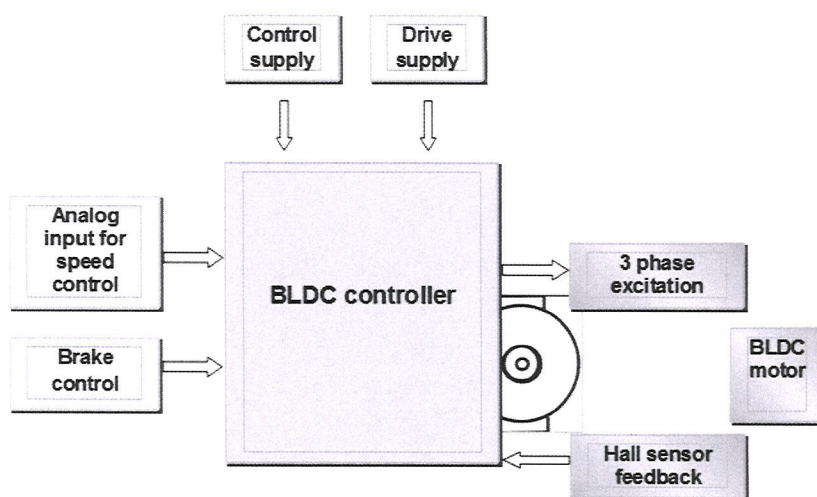 Control
supply
Drive
supply
Analog
input for
speed
control
BLDC controller
3 phase
excitation
Brake
control
BLDC
motor
Hall sensor
feedback